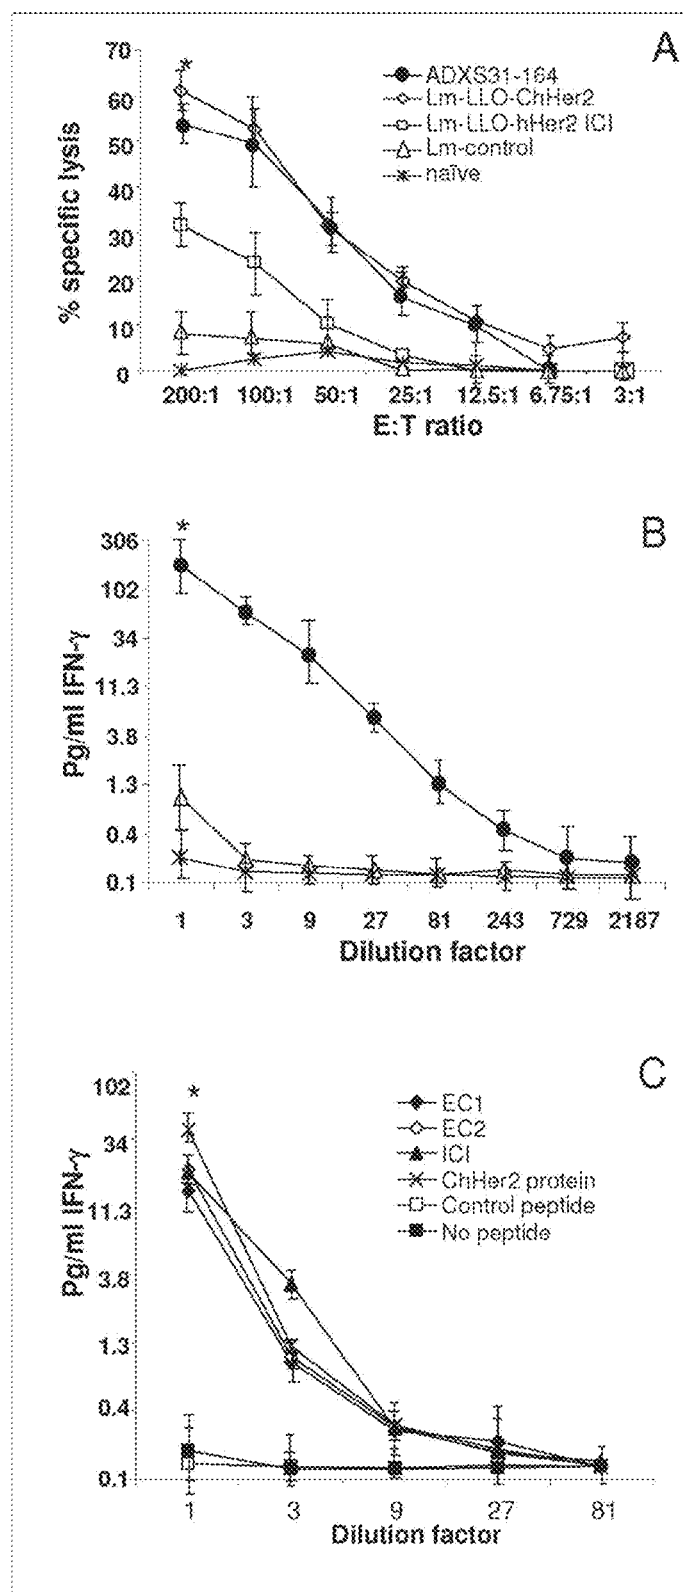 A
70
60
50
40
30
20
10
0
% specific lysis
*
ADXS31-164
Lm-LLO-ChHer2
Lm-LLO-hHer2 ICI
Lm-control
naïve
200:1 100:1 50:1 25:1 12.5:1 6.75:1 3:1
E:T ratio
B
306
102
34
11.3
3.8
1.3
0.4
0.1
Pg/ml IFN-γ
*
1 3 9 27 81 243 729 2187
Dilution factor
C
102
34
11.3
3.8
1.3
0.4
0.1
Pg/ml IFN-γ
*
EC1
EC2
ICI
ChHer2 protein
Control peptide
No peptide
1 3 9 27 81
Dilution factor